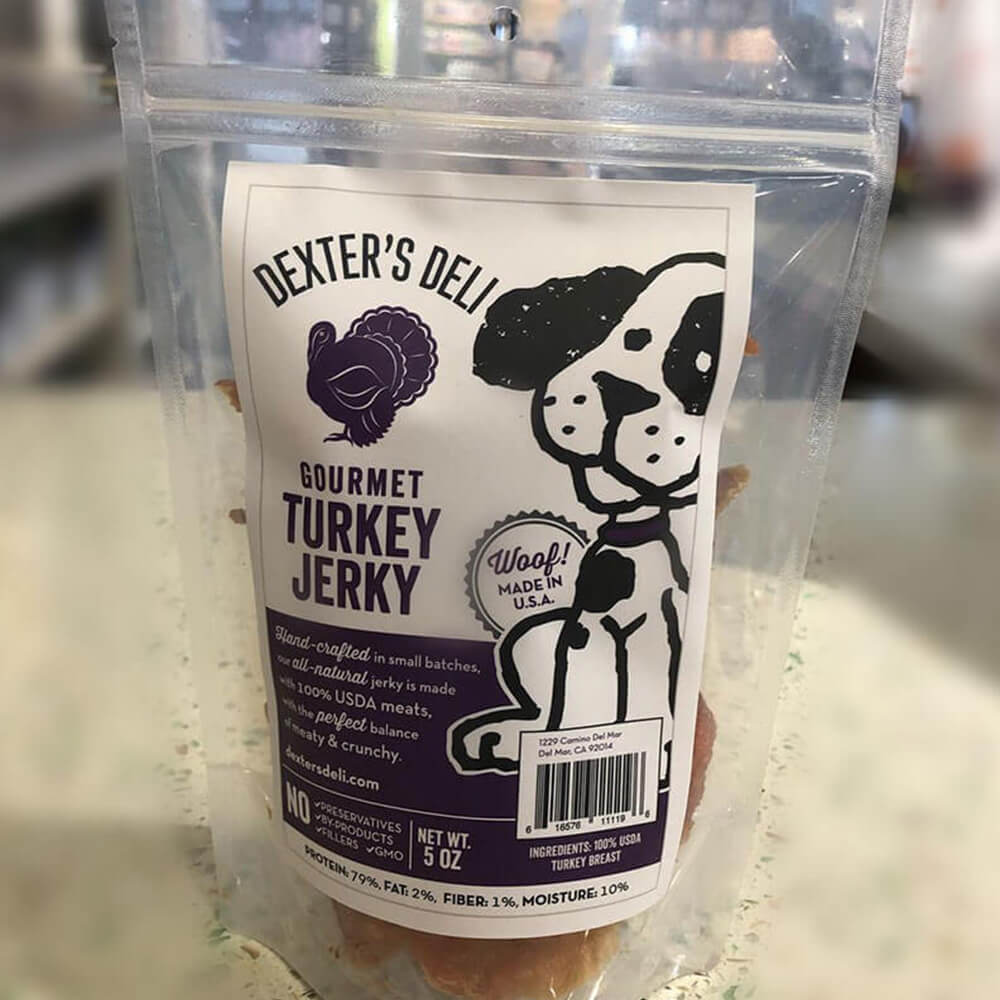 DEXTER'S DELI
GOURMET
TURKEY
JERKY
Woof!
MADE IN
U.S.A.
Hand-crafted in small batches,
our all-natural jerky is made
with 100% USDA meats,
with the perfect balance
of meaty & crunchy.
dextersdeli.com
1229 Camino Del Mar
Del Mar, CA 92014
6 16576 11119 6
NO
✓PRESERVATIVES
✓BY-PRODUCTS
✓FILLERS ✓GMO
NET WT.
5 OZ
INGREDIENTS: 100% USDA
TURKEY BREAST
PROTEIN: 79%, FAT: 2%, FIBER: 1%, MOISTURE: 10%